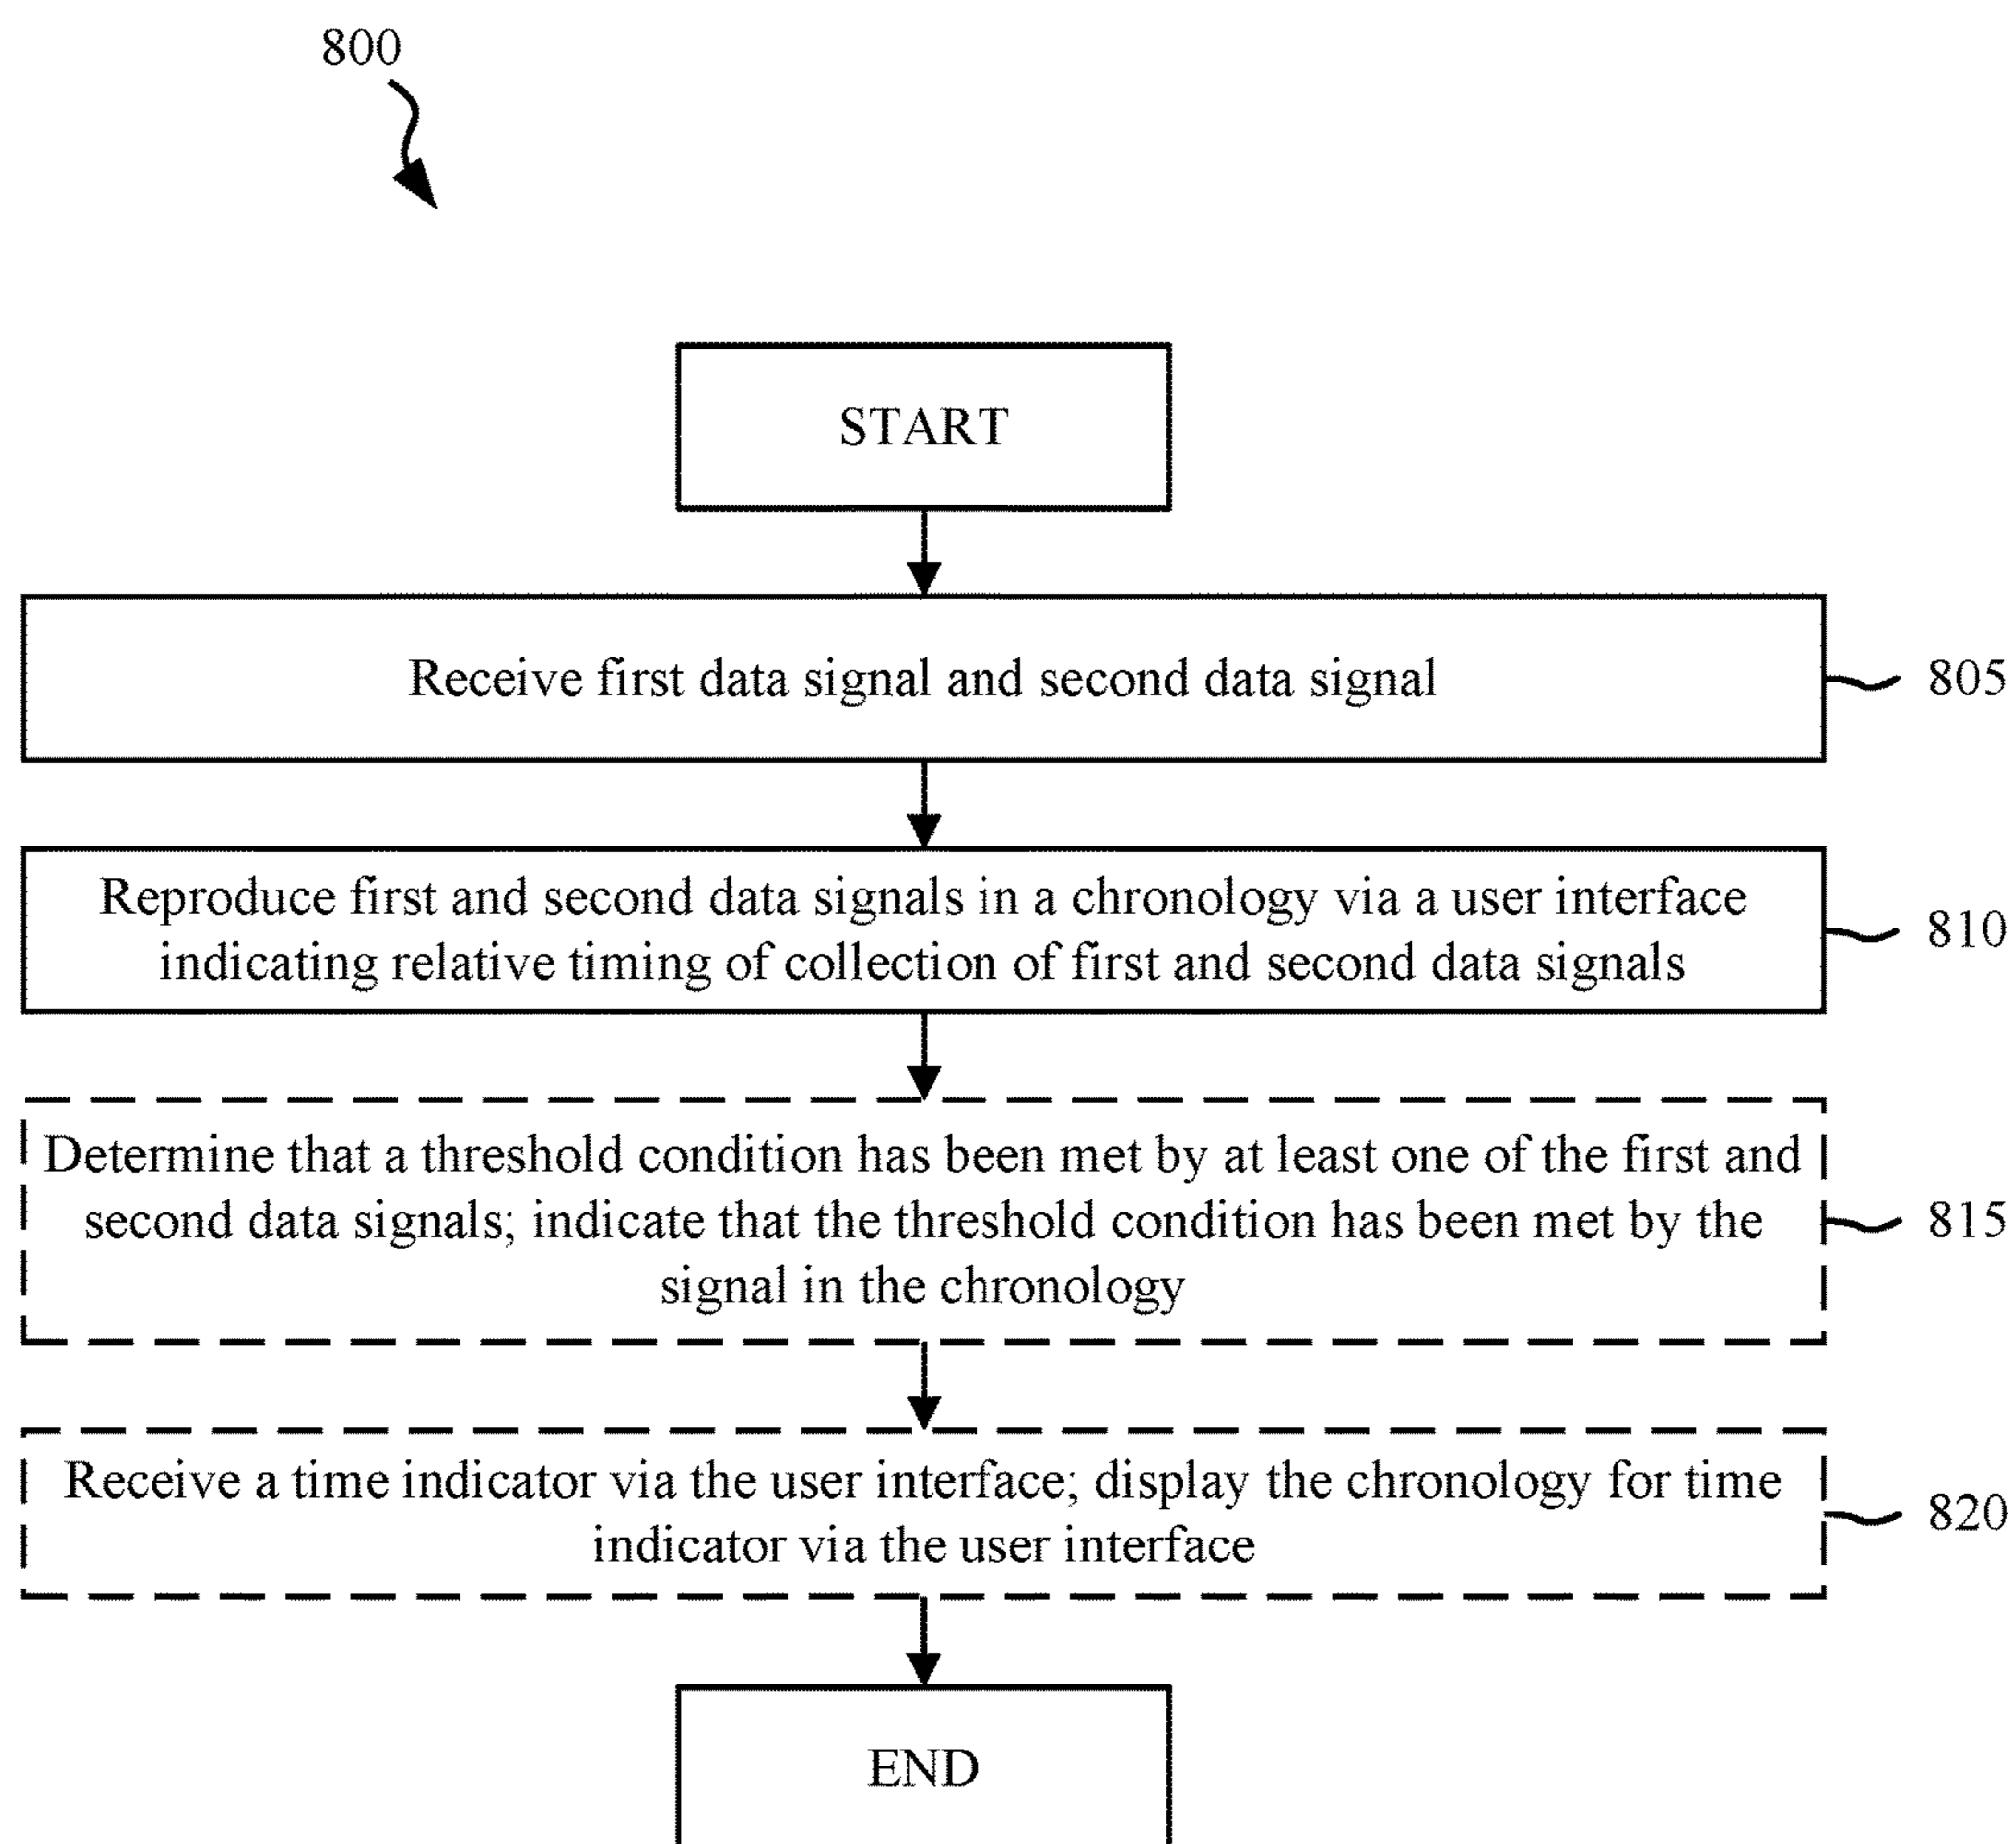 800
START
Receive first data signal and second data signal
805
Reproduce first and second data signals in a chronology via a user interface
indicating relative timing of collection of first and second data signals
810
Determine that a threshold condition has been met by at least one of the first and
second data signals; indicate that the threshold condition has been met by the
signal in the chronology
815
Receive a time indicator via the user interface; display the chronology for time
indicator via the user interface
820
END